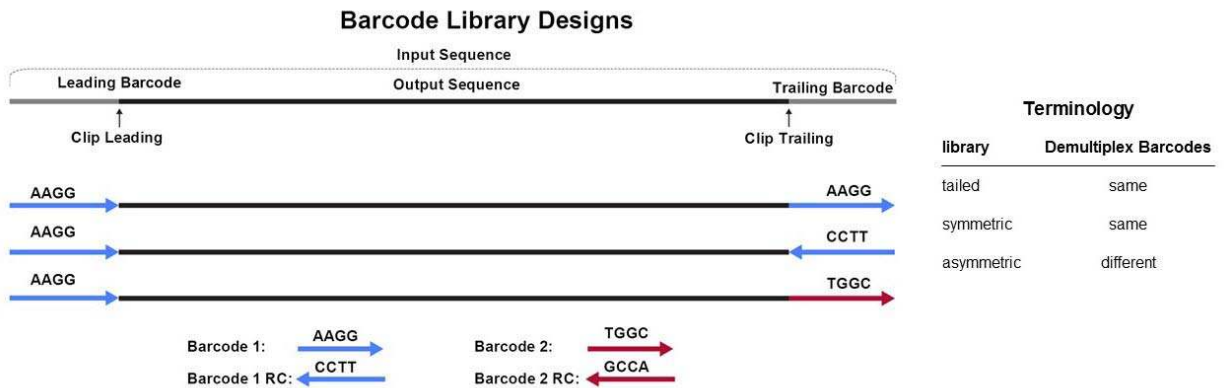 Barcode Library Designs
Input Sequence
Leading Barcode
Output Sequence
Trailing Barcode
Clip Leading
Clip Trailing
AAGG
AAGG
AAGG
CCTT
AAGG
TGGC
Barcode 1:
AAGG
Barcode 2:
TGGC
Barcode 1 RC:
CCTT
Barcode 2 RC:
GCCA
Terminology
library Demultiplex Barcodes
tailed same
symmetric same
asymmetric different